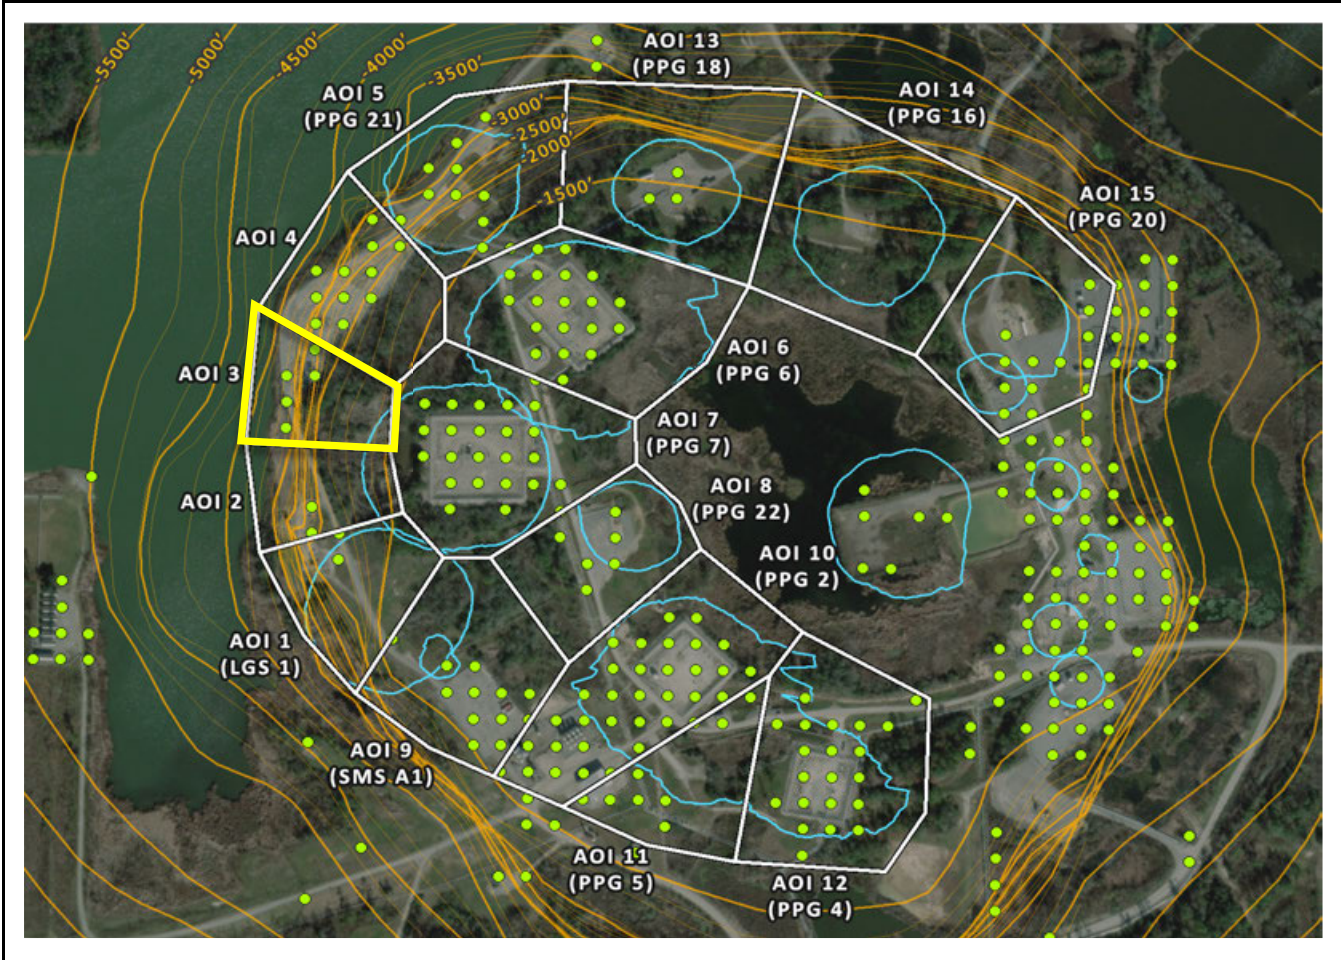 -5500'
-5000'
-4500'
-4000'
-3500'
-3000'
-2500'
-2000'
-1500'
AOI 13
(PPG 18)
AOI 14
(PPG 16)
AOI 5
(PPG 21)
AOI 15
(PPG 20)
AOI 4
AOI 3
AOI 6
(PPG 6)
AOI 7
(PPG 7)
AOI 2
AOI 8
(PPG 22)
AOI 10
(PPG 2)
AOI 1
(LGS 1)
AOI 9
(SMS A1)
AOI 11
(PPG 5)
AOI 12
(PPG 4)